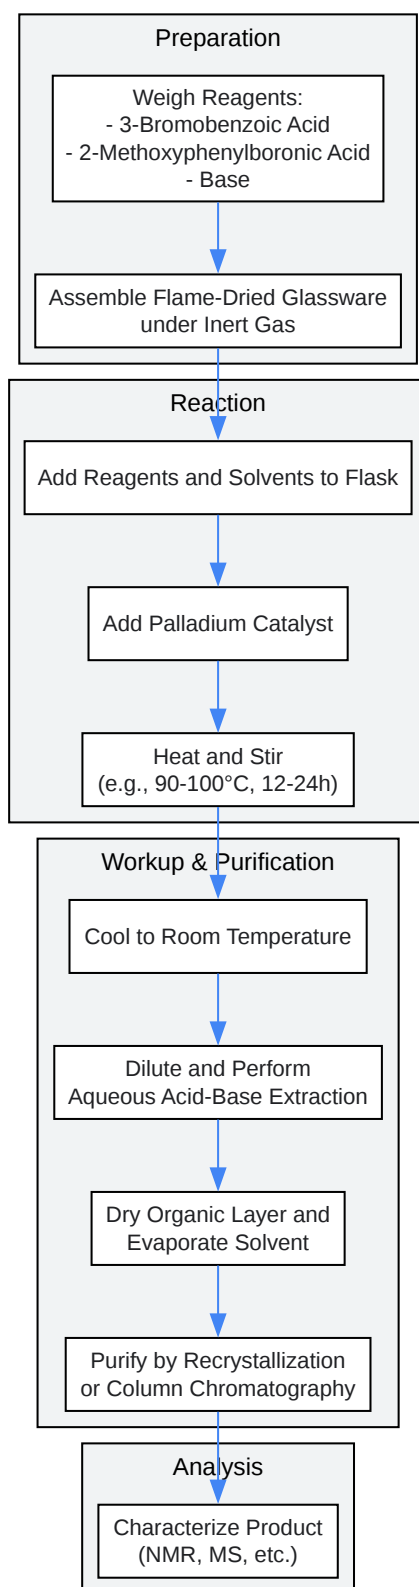 Preparation
Weigh Reagents:
- 3-Bromobenzoic Acid
- 2-Methoxyphenylboronic Acid
- Base
Assemble Flame-Dried Glassware
under Inert Gas
Reaction
Add Reagents and Solvents to Flask
Add Palladium Catalyst
Heat and Stir
(e.g., 90-100°C, 12-24h)
Workup & Purification
Cool to Room Temperature
Dilute and Perform
Aqueous Acid-Base Extraction
Dry Organic Layer and
Evaporate Solvent
Purify by Recrystallization
or Column Chromatography
Analysis
Characterize Product
(NMR, MS, etc.)